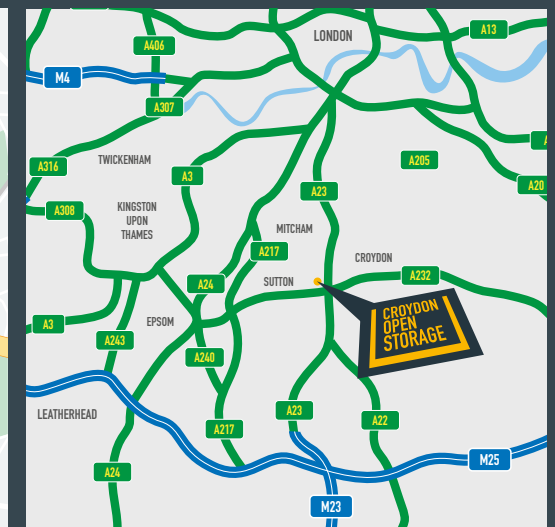 LONDON
A13
A406
M4
A307
TWICKENHAM
A205
A316
A3
A20
A23
A308
KINGSTON
UPON
THAMES
MITCHAM
A217
CROYDON
A232
SUTTON
A24
A3
EPSOM
CROYDON
OPEN
STORAGE
A243
A240
LEATHERHEAD
A23
A22
A217
A24
M25
M23